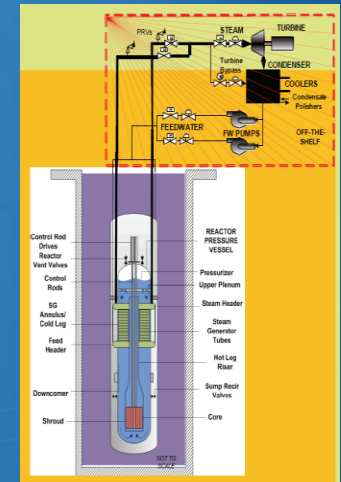 PRVs
STEAM
TURBINE
Turbine
Bypass
CONDENSER
COOLERS
Condensate
Polishers
FEEDWATER
FW PUMPS
OFF-THE-
SHELF
Control Rod
Drives
Reactor
Vent Valves
Control
Rods
SG
Annulus/
Cold Leg
Feed
Header
Downcomer
Shroud
REACTOR
PRESSURE
VESSEL
Pressurizer
Upper Plenum
Steam Header
Steam
Generator
Tubes
Hot Leg
Riser
Sump Recir
Valves
Core
NOT TO
SCALE